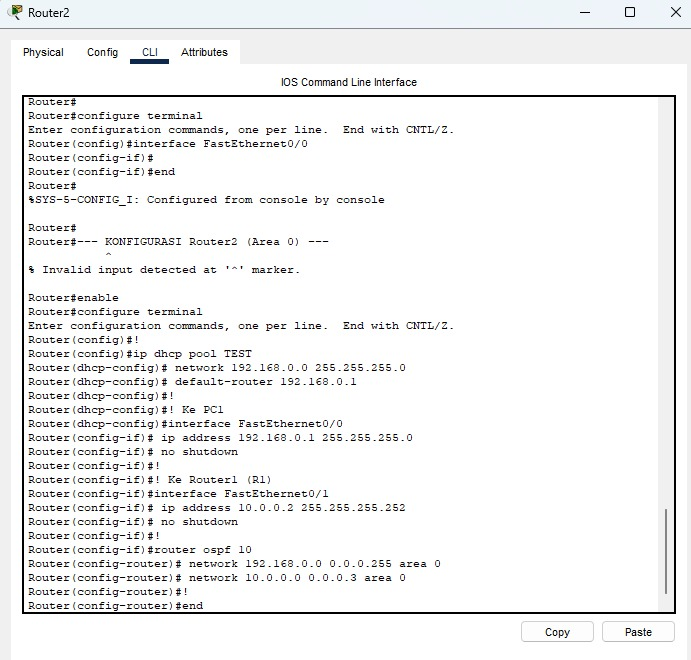 Router2
Physical Config CLI Attributes
IOS Command Line Interface
Router#
Router#configure terminal
Enter configuration commands, one per line.  End with CNTL/Z.
Router(config)#interface FastEthernet0/0
Router(config-if)#
Router(config-if)#end
Router#
%SYS-5-CONFIG_I: Configured from console by console
Router#
Router#--- KONFIGURASI Router2 (Area 0) ---
^
% Invalid input detected at '^' marker.
Router#enable
Router#configure terminal
Enter configuration commands, one per line.  End with CNTL/Z.
Router(config)#!
Router(config)#ip dhcp pool TEST
Router(dhcp-config)# network 192.168.0.0 255.255.255.0
Router(dhcp-config)# default-router 192.168.0.1
Router(dhcp-config)#!
Router(dhcp-config)#! Ke PC1
Router(dhcp-config)#interface FastEthernet0/0
Router(config-if)# ip address 192.168.0.1 255.255.255.0
Router(config-if)# no shutdown
Router(config-if)#!
Router(config-if)#! Ke Router1 (R1)
Router(config-if)#interface FastEthernet0/1
Router(config-if)# ip address 10.0.0.2 255.255.255.252
Router(config-if)# no shutdown
Router(config-if)#!
Router(config-if)#router ospf 10
Router(config-router)# network 192.168.0.0 0.0.0.255 area 0
Router(config-router)# network 10.0.0.0 0.0.0.3 area 0
Router(config-router)#!
Router(config-router)#end
Copy Paste